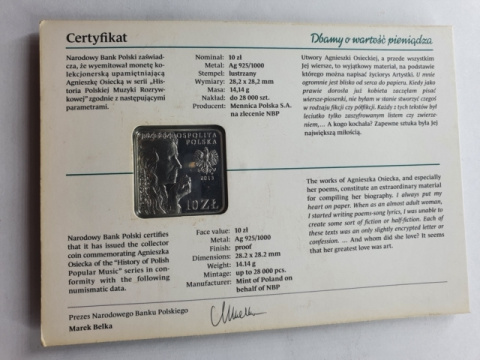 Certyfikat
Dbamy o wartość pieniądza
Narodowy Bank Polski zaświad-
cza, że wyemitował monetę ko-
lekcjonerską upamiętniającą
Agnieszkę Osiecką w serii „His-
toria Polskiej Muzyki Rozryw-
kowej” zgodnie z następującymi
parametrami.
Nominał: 10 zł
Metal: Ag 925/1000
Stempel: lustrzany
Wymiary: 28,2 x 28,2 mm
Masa: 14,14 g
Nakład: do 28 000 szt.
Producent: Mennica Polska S.A.
na zlecenie NBP
Utwory Agnieszki Osieckiej, a przede wszystkim
jej wiersze, to wyjątkowy materiał, na podstawie
którego można napisać życiorys Artystki. U mnie
ogromnie jest blisko od serca do papieru. Kiedy jako
prawie dorosła już kobieta zaczęłam pisać
wiersze-piosenki, nie byłam w stanie stworzyć czegoś
w rodzaju fikcji czy półfikcji. Każdy z tych tekstów był
leciutko tylko zaszyfrowanym listem czy zwierze-
niem.... A kogo kochała? Zapewne sztuka była Jej
największą miłością.
RZECZPOSPOLITA
POLSKA
2013
10 ZŁ
Narodowy Bank Polski certifies
that it has issued the collector
coin commemorating Agnieszka
Osiecka of the "History of Polish
Popular Music" series in con-
formity with the following
numismatic data.
Face value: 10 zł
Metal: Ag 925/1000
Finish: proof
Dimensions: 28.2 x 28.2 mm
Weight: 14.14 g
Mintage: up to 28 000 pcs.
Manufacturer: Mint of Poland on
behalf of NBP
The works of Agnieszka Osiecka, and especially
her poems, constitute an extraordinary material
for compiling her biography. I always put my
heart on paper. When as an almost adult woman,
I started writing poems-song lyrics, I was unable to
create some sort of fiction or half-fiction. Each of
these texts was an only slightly encrypted letter or
confession. ... And whom did she love? It seems
that her greatest love was art.
Prezes Narodowego Banku Polskiego
Marek Belka